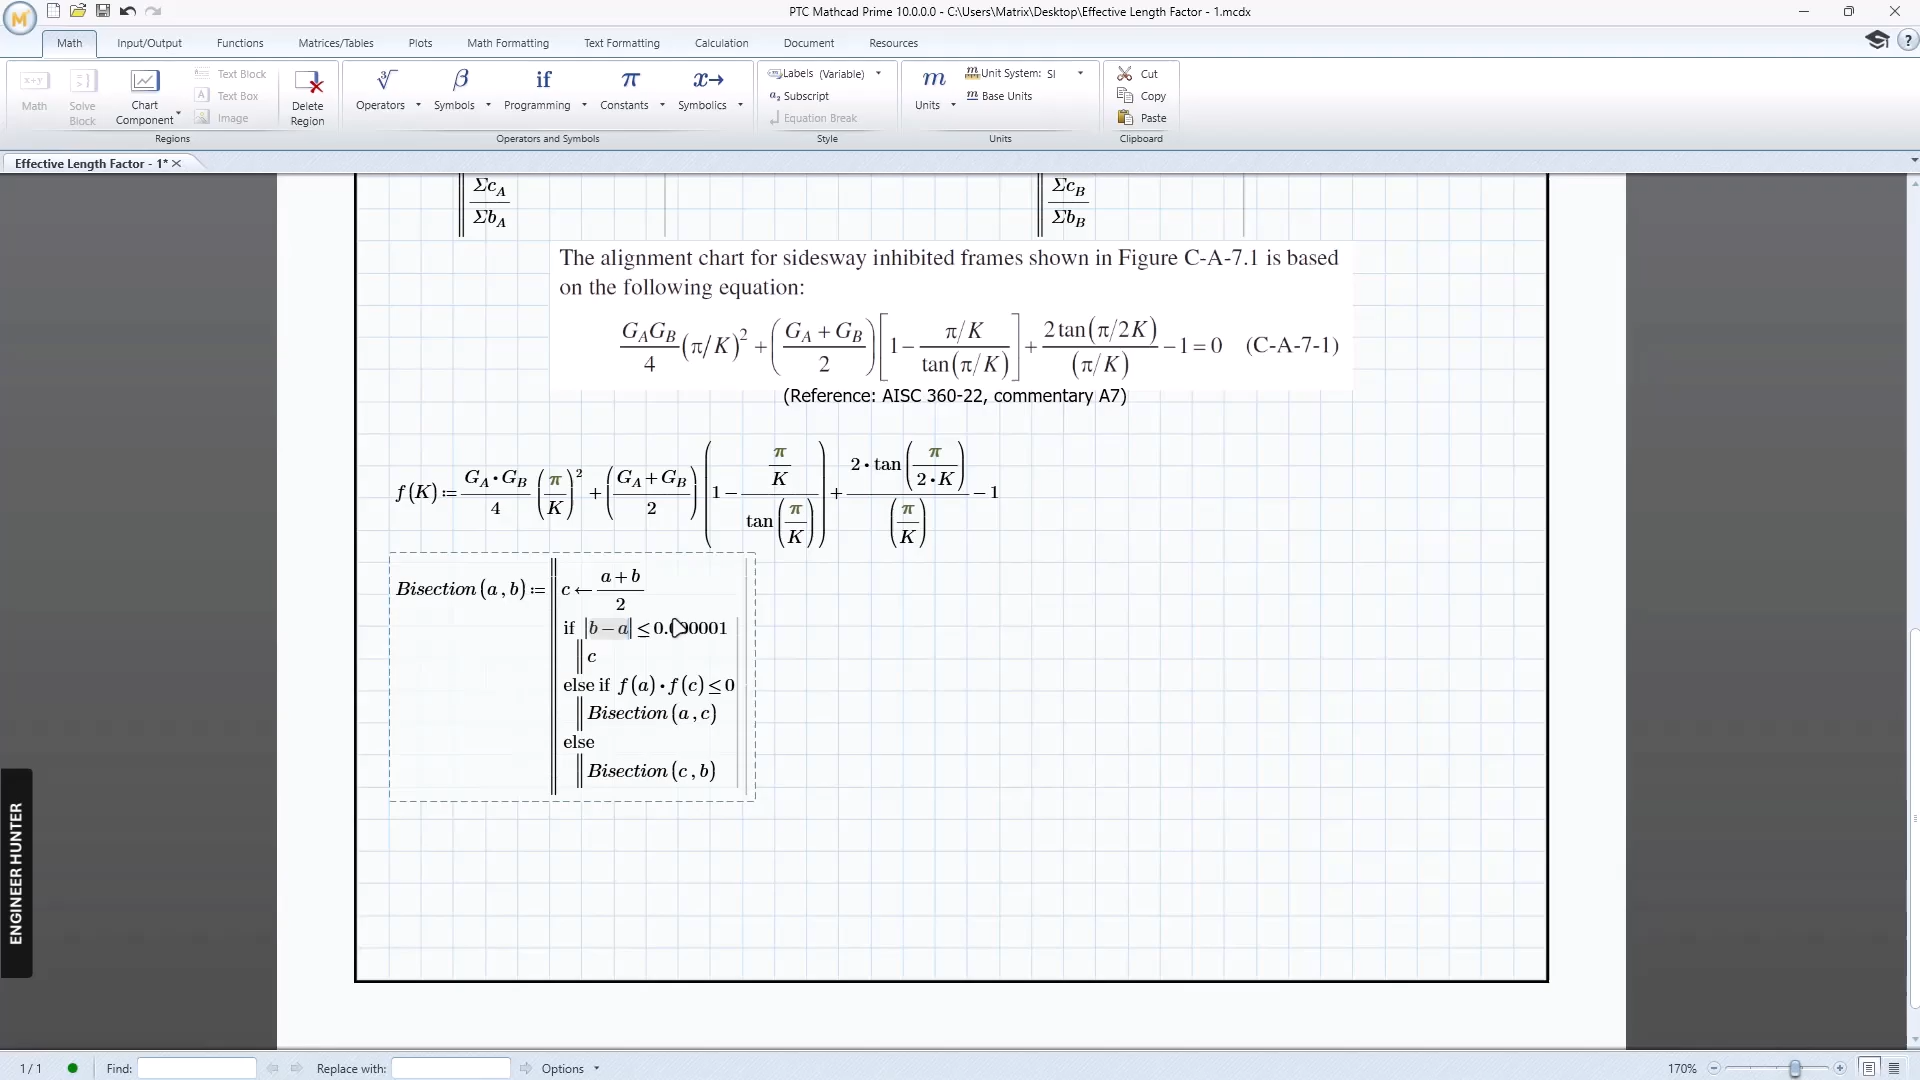 PTC Mathcad Prime 10.0.0.0 - C:\Users\Matrix\Desktop\Effective Length Factor - 1.mcdx
Math Input/Output Functions Matrices/Tables Plots Math Formatting Text Formatting Calculation Document Resources
Math
Solve Block
Chart Component
Text Block
Text Box
Image
Delete Region
Regions
Operators
Symbols
if Programming
π Constants
x→ Symbolics
Operators and Symbols
Labels (Variable)
Subscript
Equation Break
Style
m Units
Unit System: SI
Base Units
Units
Cut
Copy
Paste
Clipboard
Effective Length Factor - 1*
Σc_A / Σb_A
Σc_B / Σb_B
The alignment chart for sidesway inhibited frames shown in Figure C-A-7.1 is based
on the following equation:
G_A G_B / 4 (π/K)² + ((G_A + G_B) / 2) [1 − (π/K) / tan(π/K)] + 2tan(π/2K) / (π/K) − 1 = 0 (C-A-7-1)
(Reference: AISC 360-22, commentary A7)
f(K) := G_A • G_B / 4 (π / K)² + ((G_A + G_B) / 2) (1 − (π / K) / tan(π / K)) + 2 • tan(π / (2 • K)) / (π / K) − 1
Bisection(a, b) := c ← (a + b) / 2
if |b − a| ≤
c
else if f(a) • f(c) ≤ 0
Bisection(a, c)
else
Bisection(c, b)
ENGINEER HUNTER
1 / 1 Find: Replace with: Options 170%